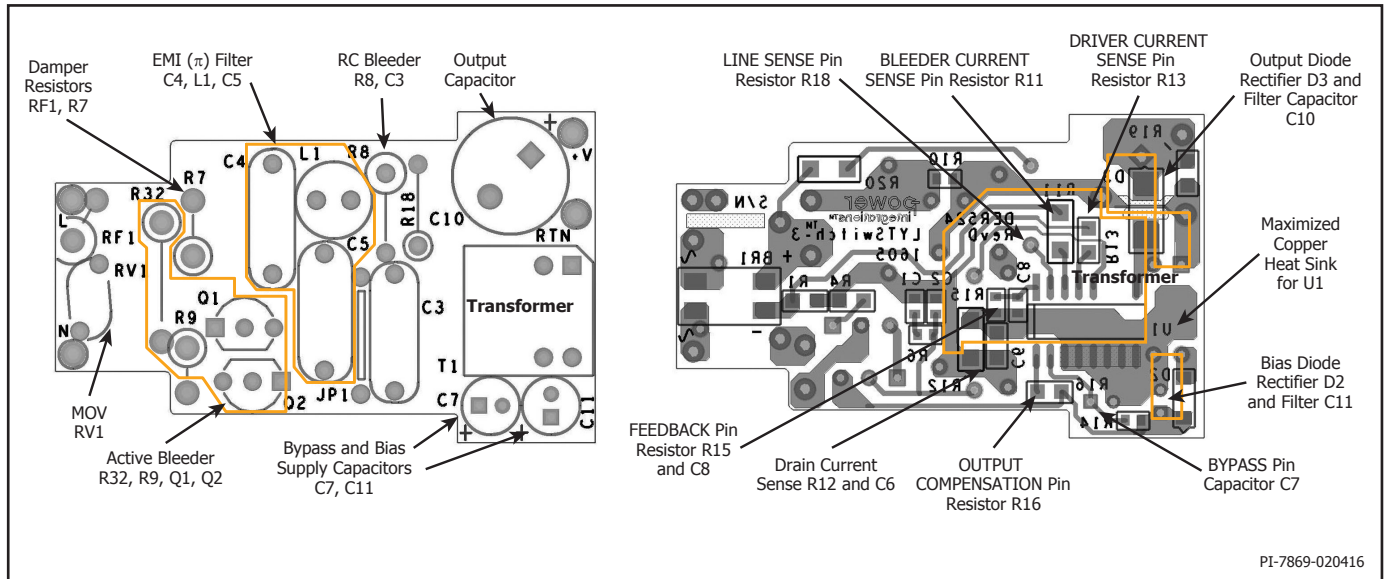 Damper
Resistors
RF1, R7
EMI (π) Filter
C4, L1, C5
RC Bleeder
R8, C3
Output
Capacitor
LINE SENSE Pin
Resistor R18
BLEEDER CURRENT
SENSE Pin Resistor R11
DRIVER CURRENT
SENSE Pin
Resistor R13
Output Diode
Rectifier D3 and
Filter Capacitor
C10
L
RF1
RV1
N
R32
R7
R9
Q1
Q2
C4
L1
R8
C5
R18
C3
JP1
C10
+
+V
RTN
Transformer
T1
C7
C11
+
+
MOV
RV1
Active Bleeder
R32, R9, Q1, Q2
Bypass and Bias
Supply Capacitors
C7, C11
S/N
R20
R10
power
integrations™
DER524
LYTSwitch™-3
RevD
1605
BR1
+
-
~
~
R1
R4
C1
C2
R15
C8
R6
R12
C6
R11
R13
R19
D3
Transformer
U1
R16
R14
D2
Maximized
Copper
Heat Sink
for U1
Bias Diode
Rectifier D2
and Filter C11
FEEDBACK Pin
Resistor R15
and C8
Drain Current
Sense R12 and C6
OUTPUT
COMPENSATION Pin
Resistor R16
BYPASS Pin
Capacitor C7
PI-7869-020416